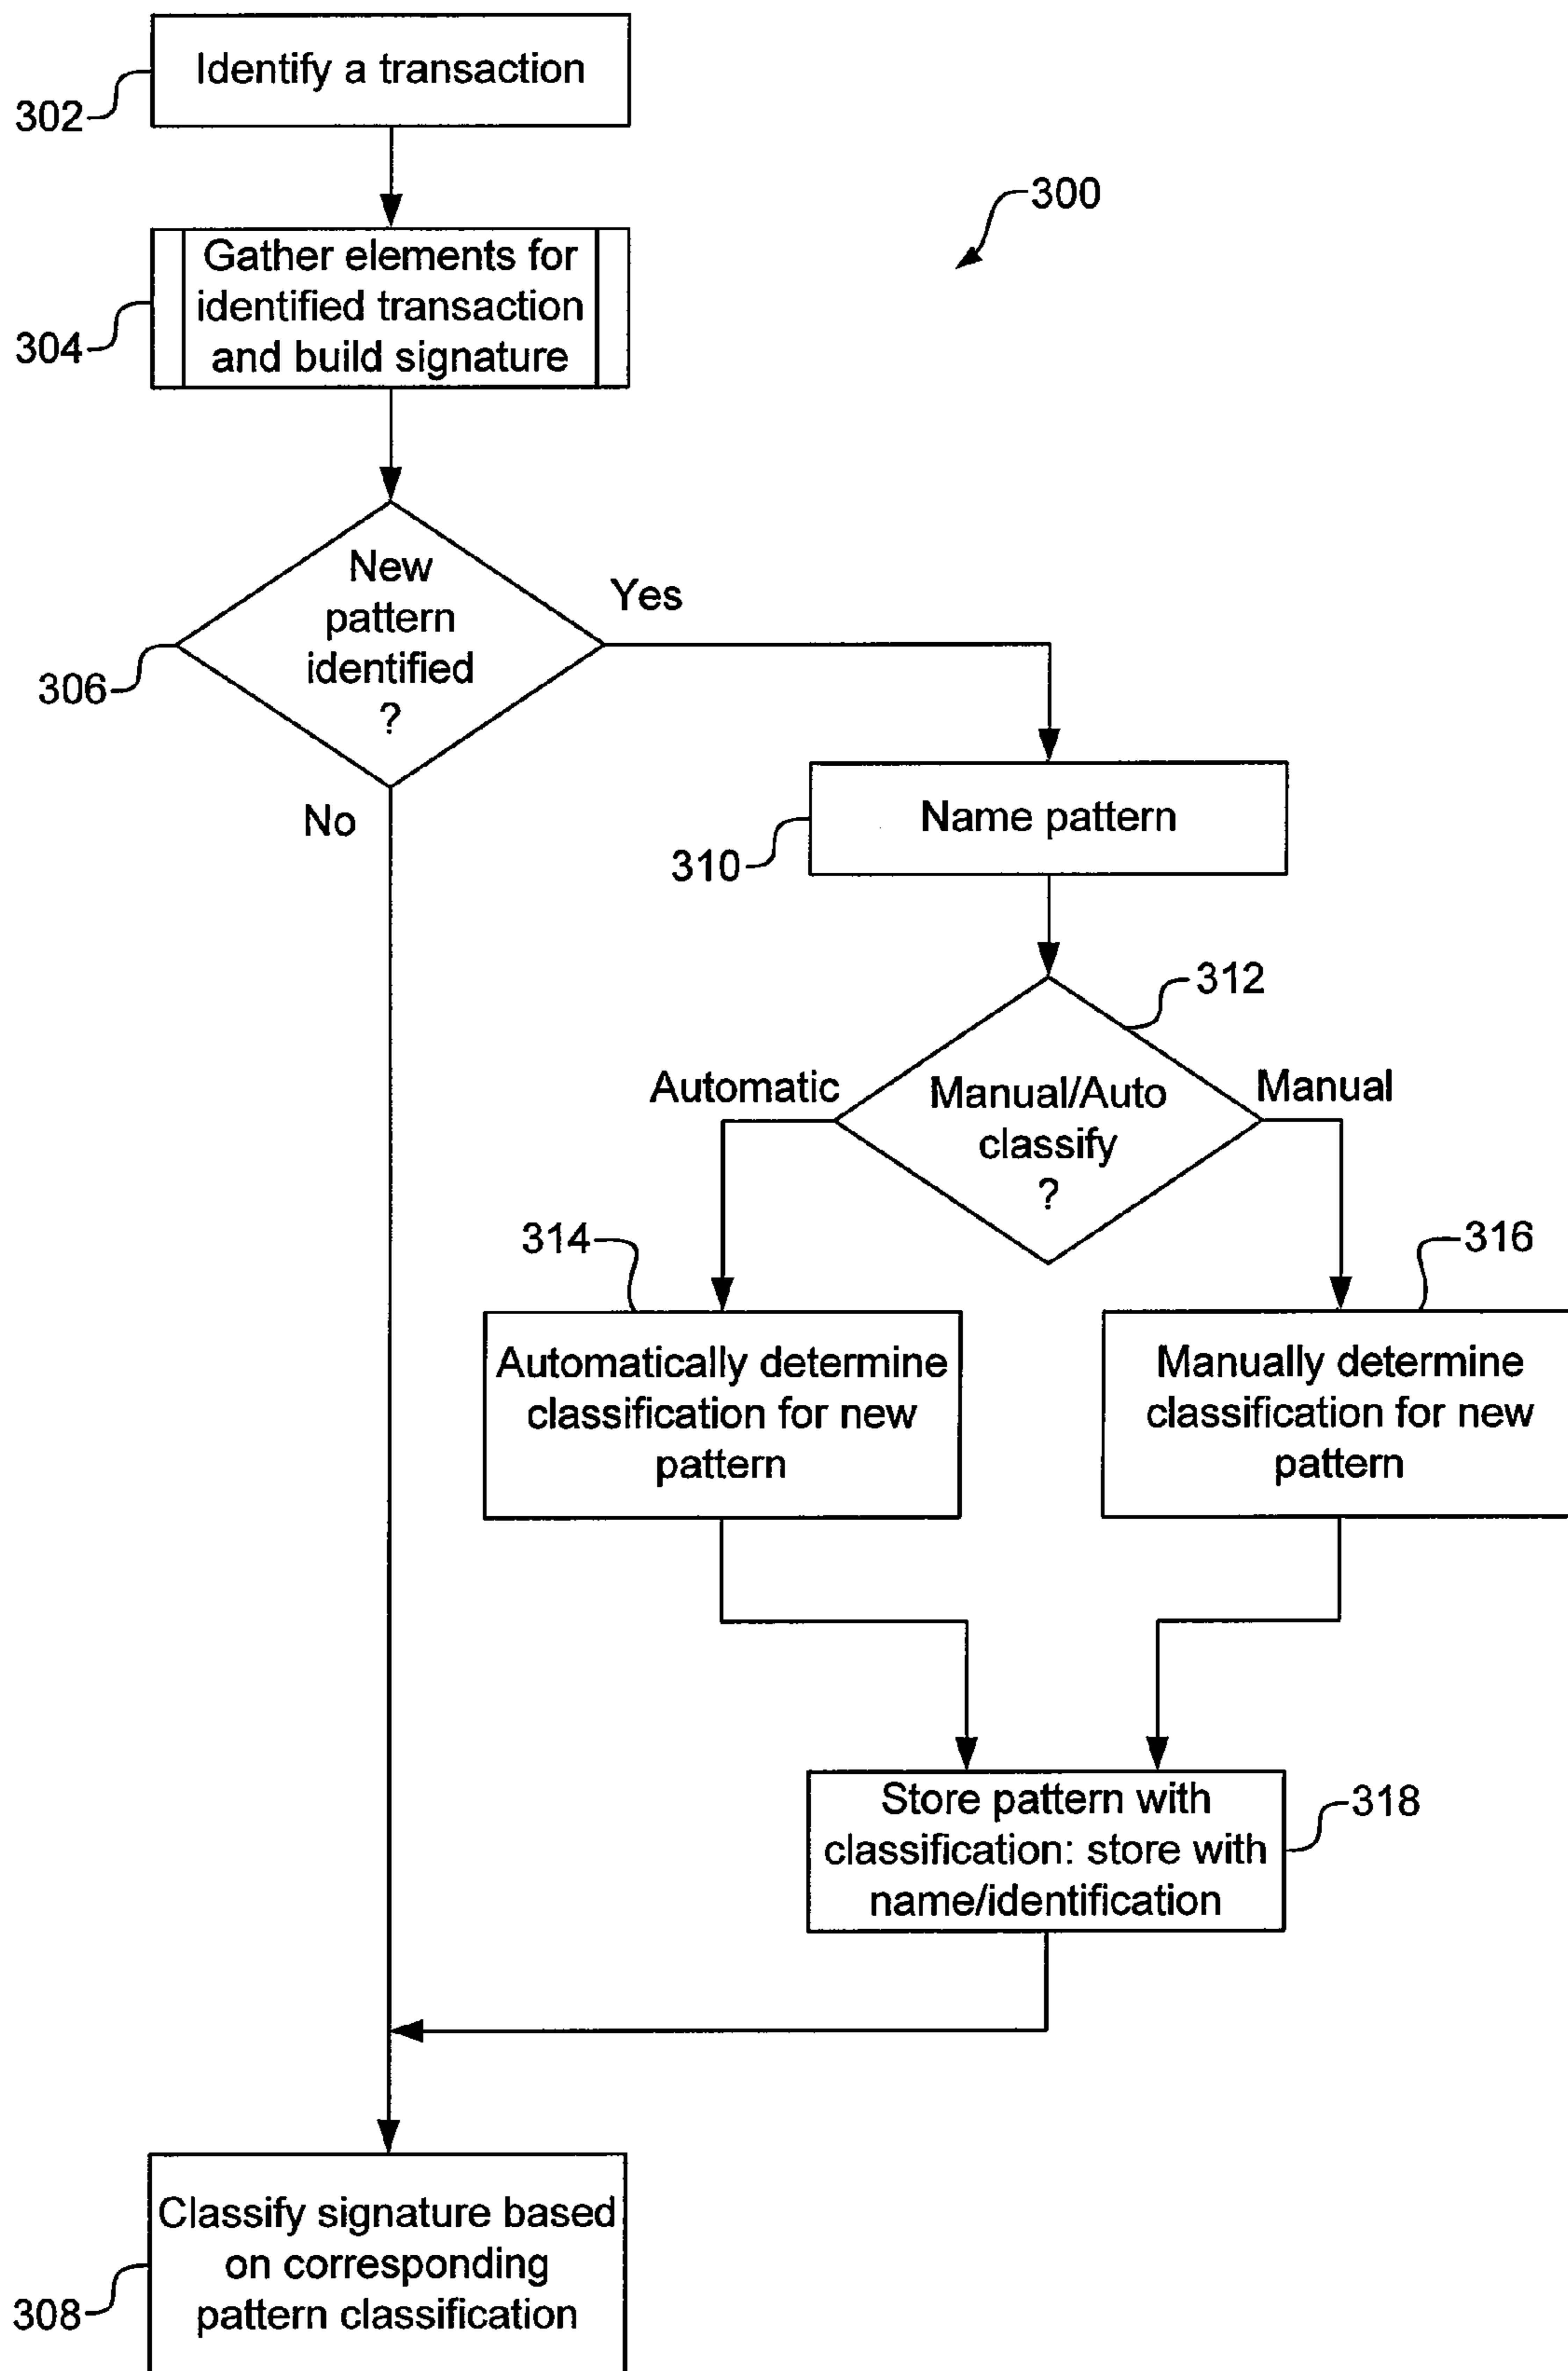 Identify a transaction
302
300
Gather elements for
identified transaction
and build signature
304
New
pattern
identified
?
Yes
306
No
Name pattern
310
312
Automatic
Manual/Auto
classify
?
Manual
314
316
Automatically determine
classification for new
pattern
Manually determine
classification for new
pattern
Store pattern with
classification: store with
name/identification
318
Classify signature based
on corresponding
pattern classification
308